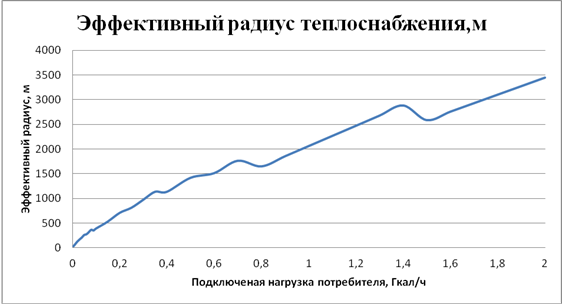 Эффективный радиус теплоснабжения,м
4000
3500
3000
2500
2000
1500
1000
500
0
Эффективный радиус, м
0 0,2 0,4 0,6 0,8 1 1,2 1,4 1,6 1,8 2
Подключеная нагрузка потребителя, Гкал/ч